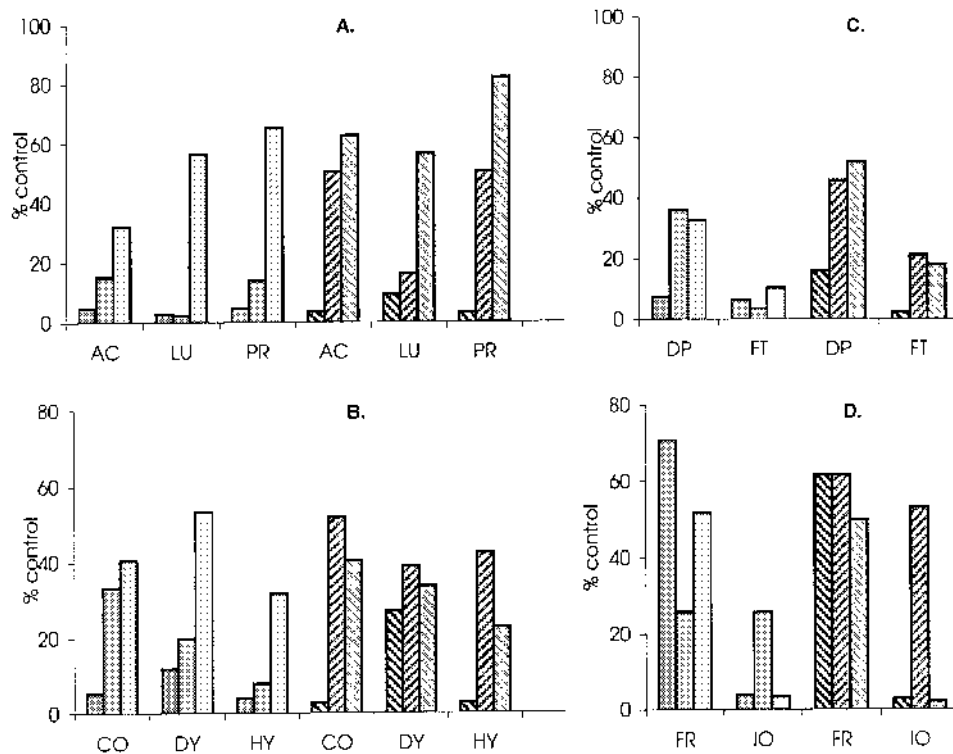 A.
100
80
60
40
20
0
% control
AC LU PR AC LU PR
C.
100
80
60
40
20
0
% control
DP FT DP FT
B.
80
60
40
20
0
% control
CO DY HY CO DY HY
D.
80
60
40
20
0
% control
FR JO FR IO